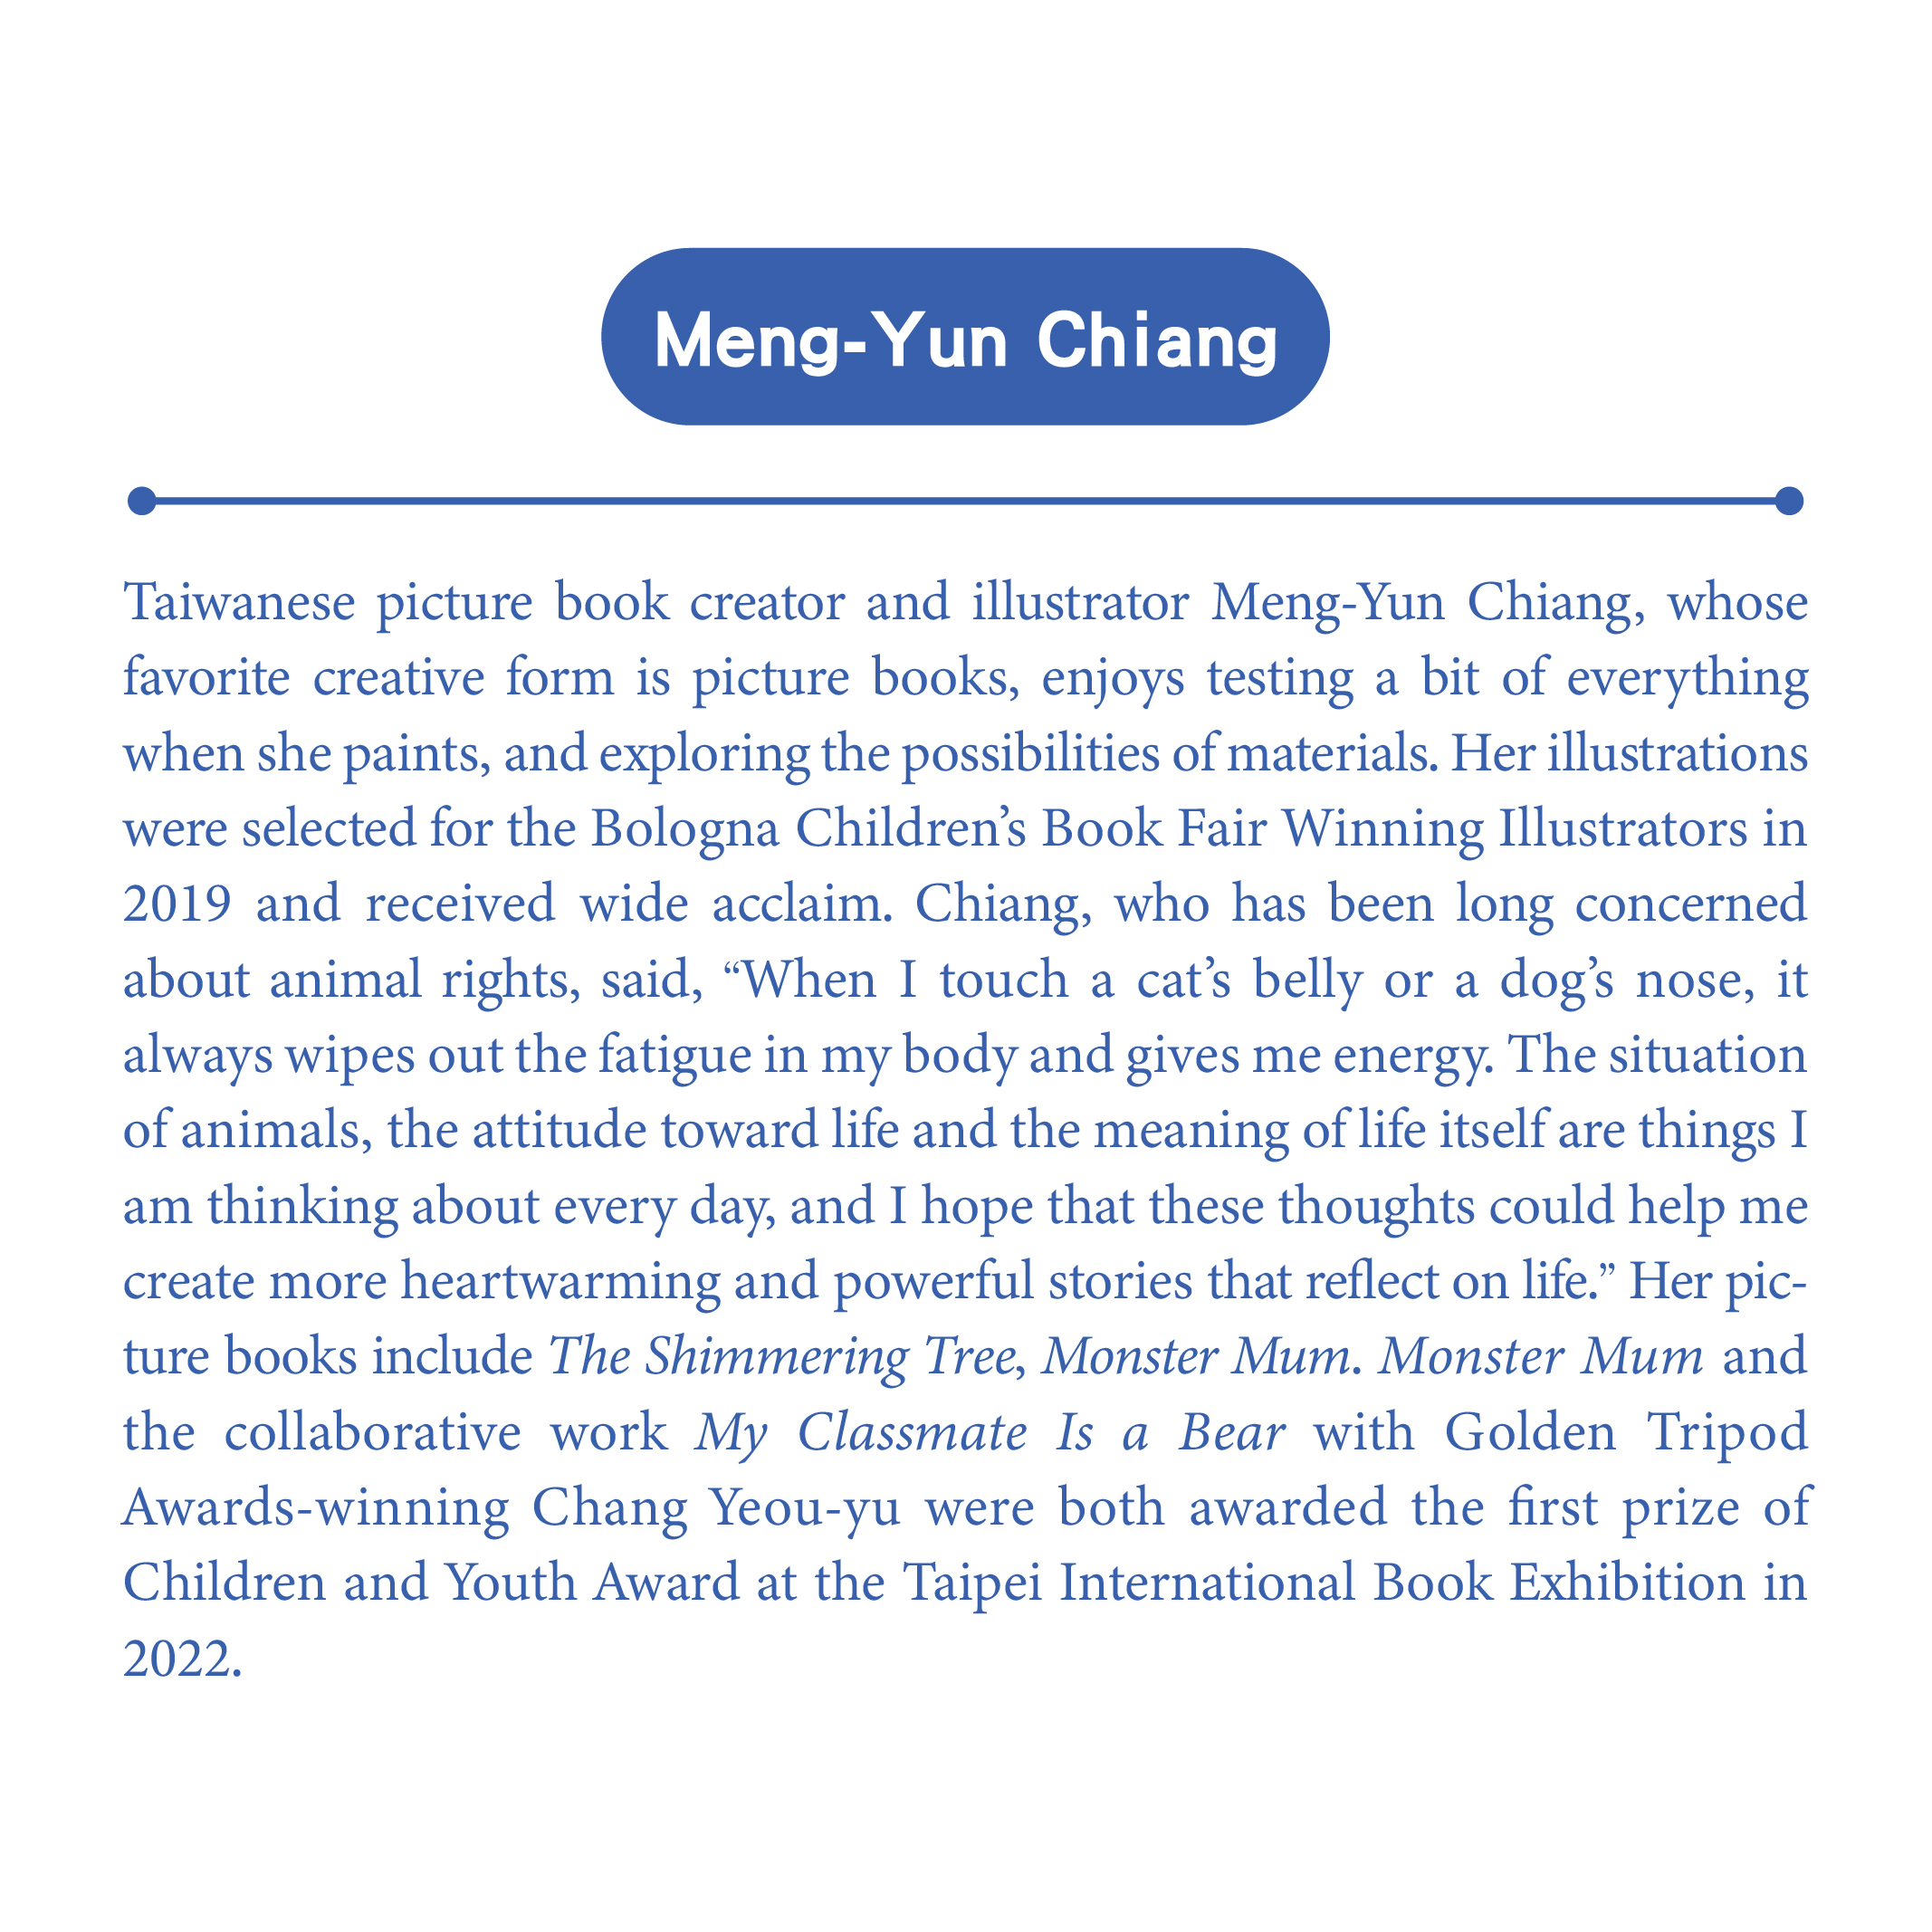 Meng-Yun Chiang
Taiwanese picture book creator and illustrator Meng-Yun Chiang, whose
favorite creative form is picture books, enjoys testing a bit of everything
when she paints, and exploring the possibilities of materials. Her illustrations
were selected for the Bologna Children’s Book Fair Winning Illustrators in
2019 and received wide acclaim. Chiang, who has been long concerned
about animal rights, said, “When I touch a cat’s belly or a dog’s nose, it
always wipes out the fatigue in my body and gives me energy. The situation
of animals, the attitude toward life and the meaning of life itself are things I
am thinking about every day, and I hope that these thoughts could help me
create more heartwarming and powerful stories that reflect on life.” Her pic-
ture books include The Shimmering Tree, Monster Mum. Monster Mum and
the collaborative work My Classmate Is a Bear with Golden Tripod
Awards-winning Chang Yeou-yu were both awarded the first prize of
Children and Youth Award at the Taipei International Book Exhibition in
2022.